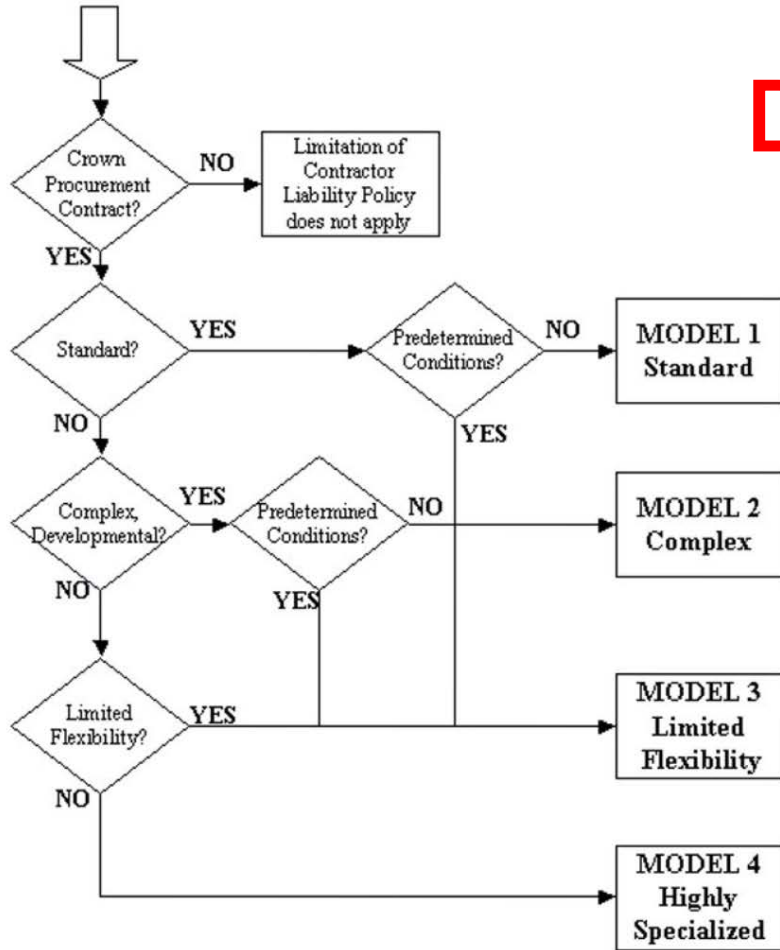 Crown
Procurement
Contract?
NO
Limitation of
Contractor
Liability Policy
does not apply
YES
Standard?
YES
Predetermined
Conditions?
NO
MODEL 1
Standard
NO
YES
Complex,
Developmental?
YES
Predetermined
Conditions?
NO
MODEL 2
Complex
NO
YES
Limited
Flexibility?
YES
MODEL 3
Limited
Flexibility
NO
MODEL 4
Highly
Specialized